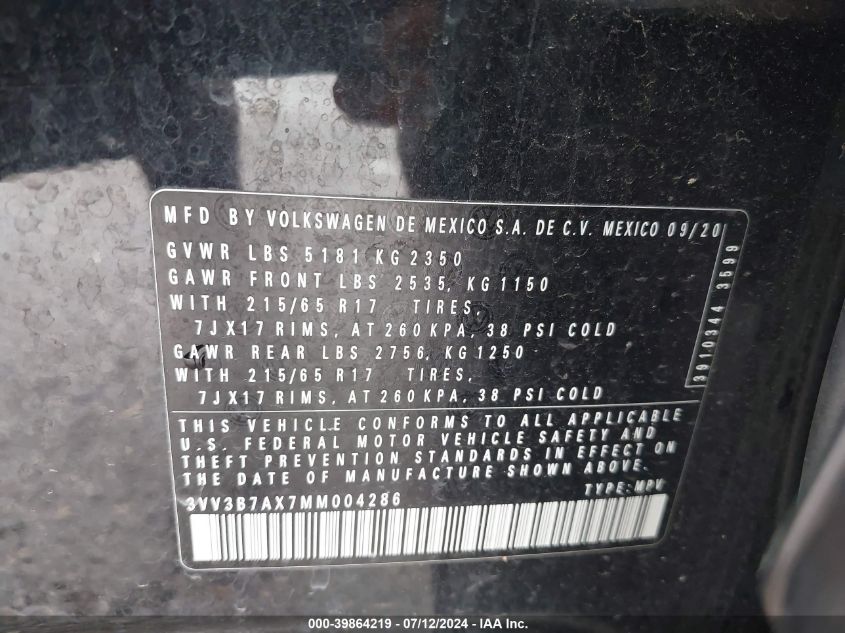 MFD BY VOLKSWAGEN DE MEXICO S.A. DE C.V. MEXICO 09/20
GVWR LBS 5181 KG 2350
GAWR FRONT LBS 2535, KG 1150
WITH 215/65 R17 TIRES,
7JX17 RIMS, AT 260 KPA, 38 PSI COLD
GAWR REAR LBS 2756, KG 1250
WITH 215/65 R17 TIRES,
7JX17 RIMS, AT 260 KPA, 38 PSI COLD
3910344 3599
THIS VEHICLE CONFORMS TO ALL APPLICABLE
U.S. FEDERAL MOTOR VEHICLE SAFETY AND
THEFT PREVENTION STANDARDS IN EFFECT ON
THE DATE OF MANUFACTURE SHOWN ABOVE.
3VV3B7AX7MM004286 TYPE: MPV
000-39864219 - 07/12/2024 - IAA Inc.